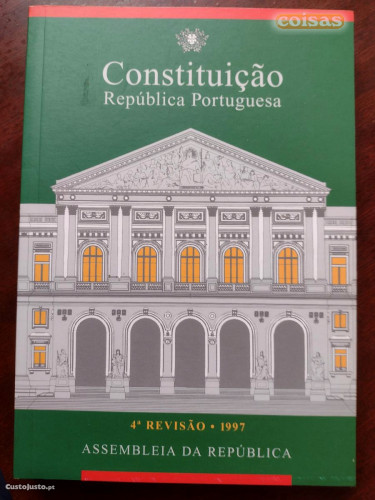 coisas
Constituição
República Portuguesa
4ª REVISÃO • 1997
ASSEMBLEIA DA REPÚBLICA
CustoJusto.pt